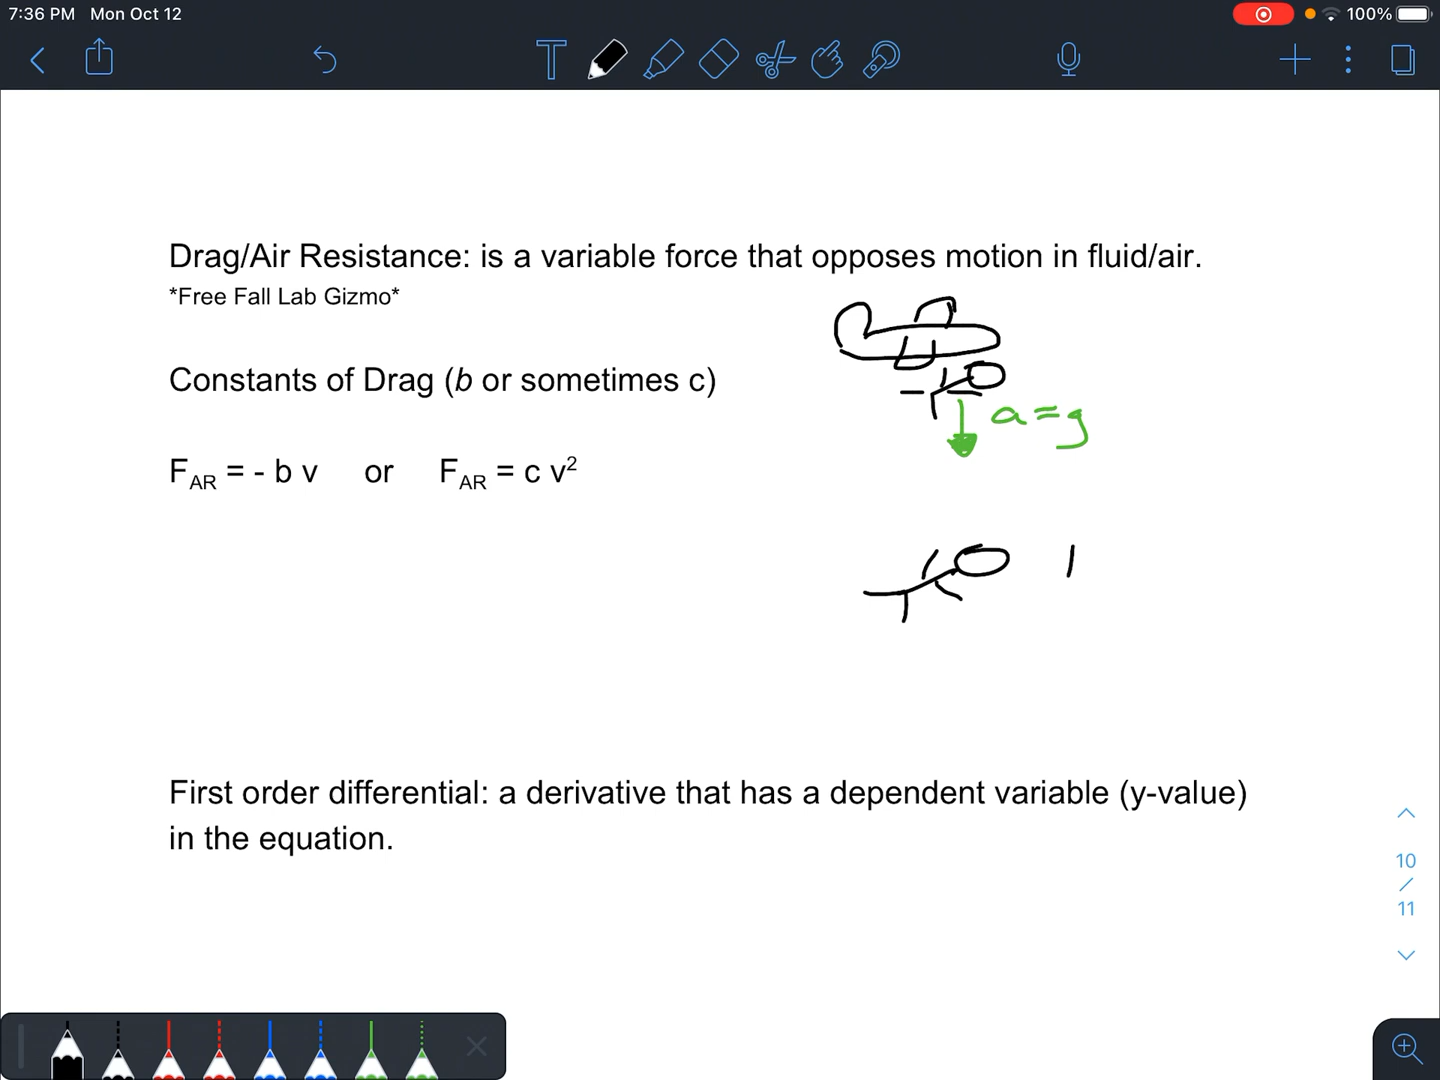 7:36 PM Mon Oct 12
100%
Drag/Air Resistance: is a variable force that opposes motion in fluid/air.
*Free Fall Lab Gizmo*
Constants of Drag (b or sometimes c)
a = g
F_AR = - b v or F_AR = c v²
First order differential: a derivative that has a dependent variable (y-value)
in the equation.
10
/
11